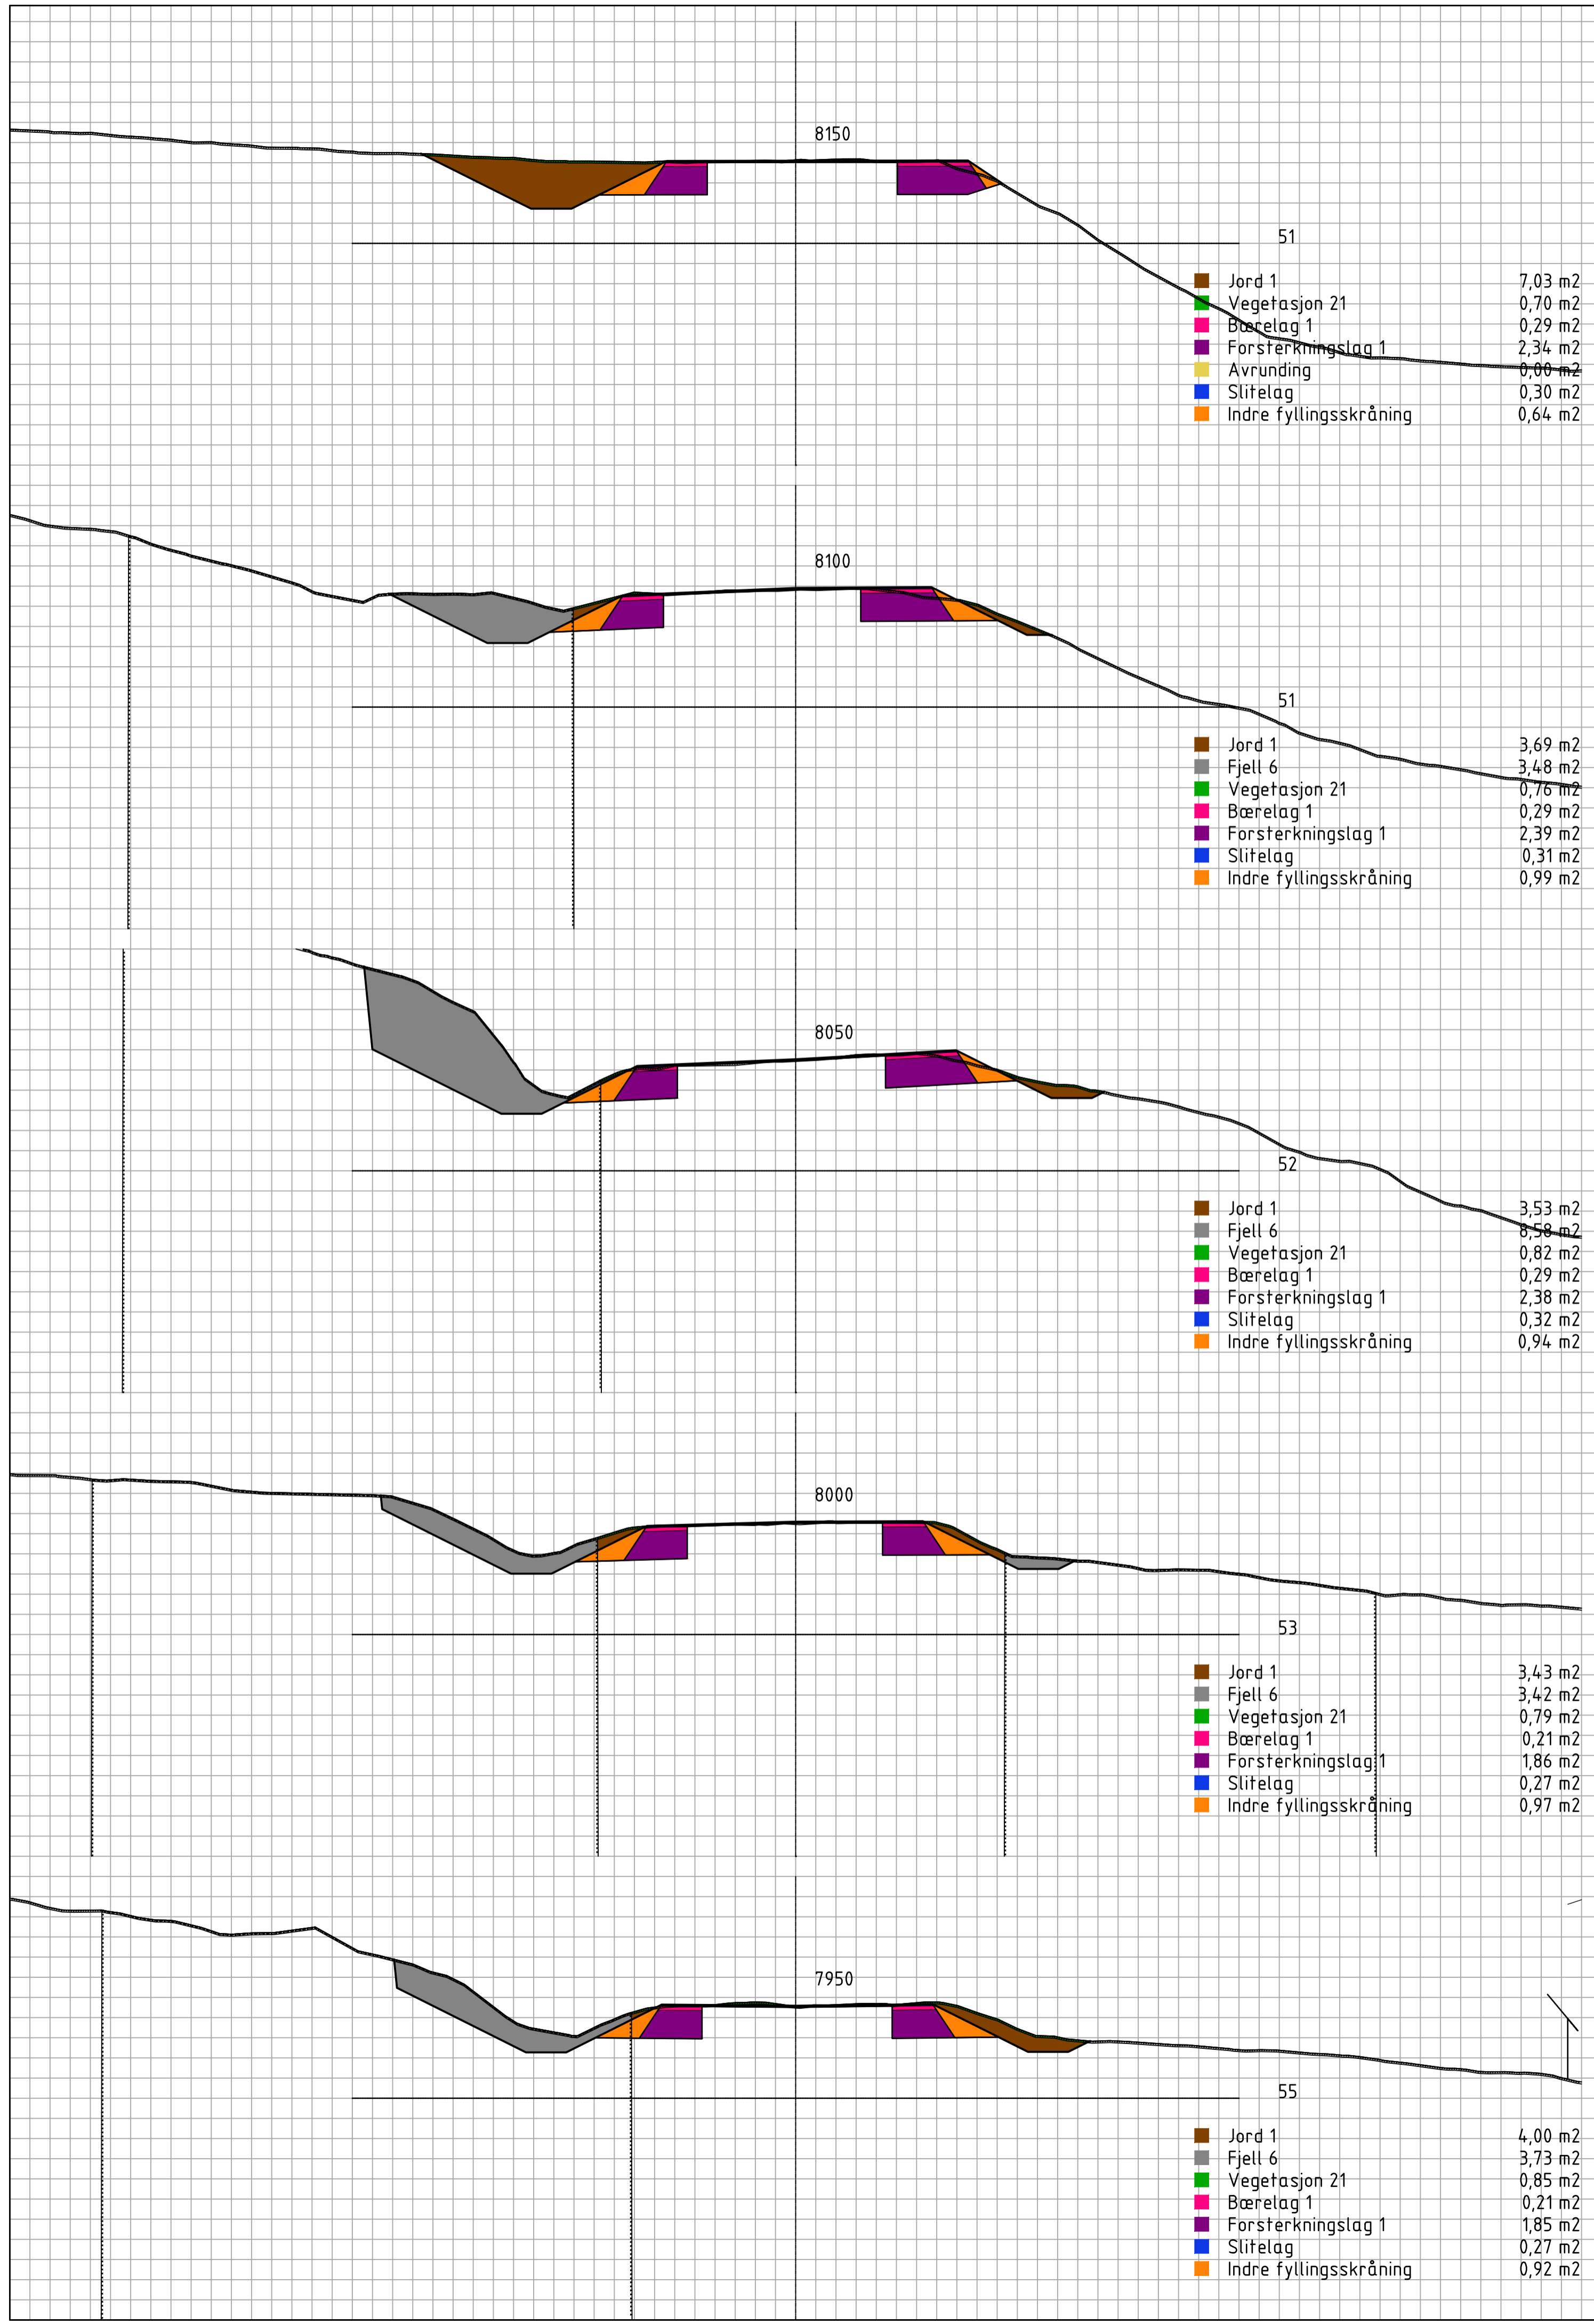 8150
51
Jord 1 7,03 m2
Vegetasjon 21 0,70 m2
Bærelag 1 0,29 m2
Forsterkningslag 1 2,34 m2
Avrunding 0,00 m2
Slitelag 0,30 m2
Indre fyllingsskråning 0,64 m2
8100
51
Jord 1 3,69 m2
Fjell 6 3,48 m2
Vegetasjon 21 0,76 m2
Bærelag 1 0,29 m2
Forsterkningslag 1 2,39 m2
Slitelag 0,31 m2
Indre fyllingsskråning 0,99 m2
8050
52
Jord 1 3,53 m2
Fjell 6 8,58 m2
Vegetasjon 21 0,82 m2
Bærelag 1 0,29 m2
Forsterkningslag 1 2,38 m2
Slitelag 0,32 m2
Indre fyllingsskråning 0,94 m2
8000
53
Jord 1 3,43 m2
Fjell 6 3,42 m2
Vegetasjon 21 0,79 m2
Bærelag 1 0,21 m2
Forsterkningslag 1 1,86 m2
Slitelag 0,27 m2
Indre fyllingsskråning 0,97 m2
7950
55
Jord 1 4,00 m2
Fjell 6 3,73 m2
Vegetasjon 21 0,85 m2
Bærelag 1 0,21 m2
Forsterkningslag 1 1,85 m2
Slitelag 0,27 m2
Indre fyllingsskråning 0,92 m2